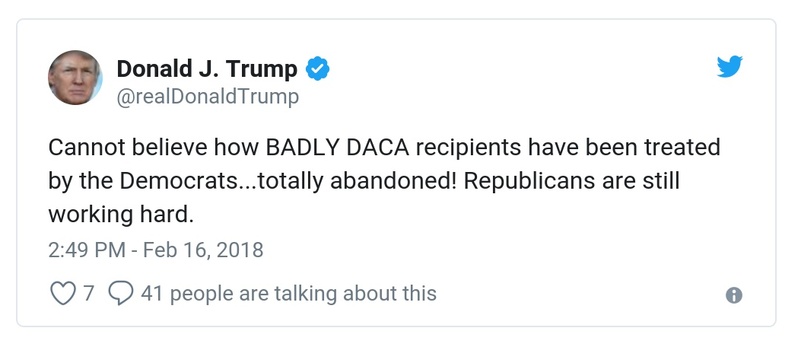 Donald J. Trump
@realDonaldTrump
Cannot believe how BADLY DACA recipients have been treated
by the Democrats...totally abandoned! Republicans are still
working hard.
2:49 PM - Feb 16, 2018
7 41 people are talking about this